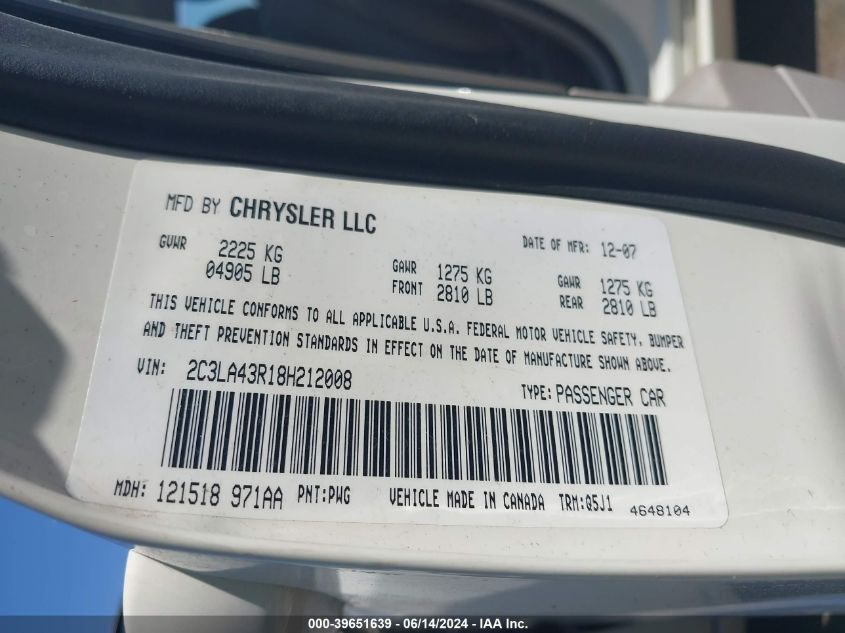 MFD BY CHRYSLER LLC
DATE OF MFR: 12-07
GVWR 2225 KG
04905 LB
GAWR FRONT 1275 KG
2810 LB
GAWR REAR 1275 KG
2810 LB
THIS VEHICLE CONFORMS TO ALL APPLICABLE U.S.A. FEDERAL MOTOR VEHICLE SAFETY, BUMPER
AND THEFT PREVENTION STANDARDS IN EFFECT ON THE DATE OF MANUFACTURE SHOWN ABOVE.
VIN: 2C3LA43R18H212008
TYPE: PASSENGER CAR
MDH: 121518 971AA PNT:PWG VEHICLE MADE IN CANADA TRM:Q5J1 4648104
000-39651639 / 06/14/2024 - IAA Inc.